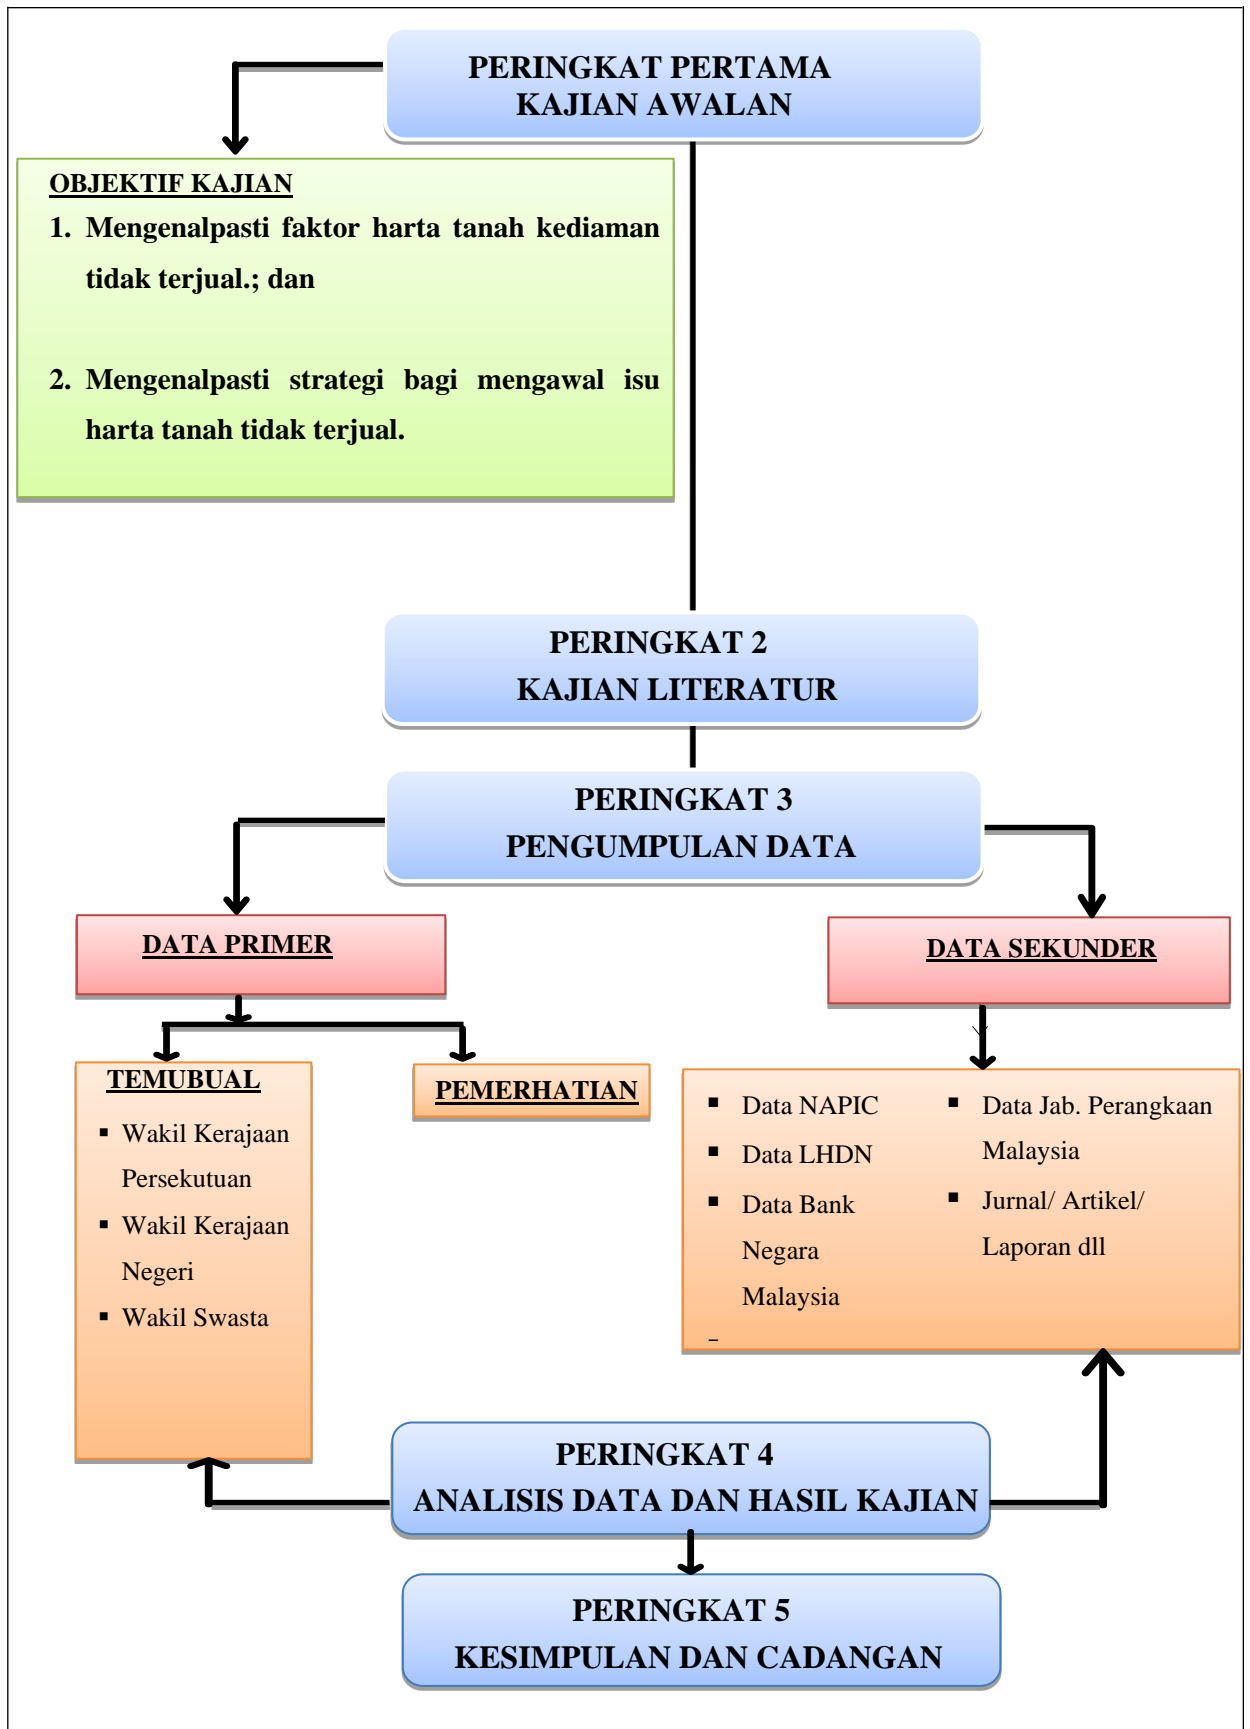 PERINGKAT PERTAMA
KAJIAN AWALAN
OBJEKTIF KAJIAN
1. Mengenalpasti faktor harta tanah kediaman
tidak terjual.; dan
2. Mengenalpasti strategi bagi mengawal isu
harta tanah tidak terjual.
PERINGKAT 2
KAJIAN LITERATUR
PERINGKAT 3
PENGUMPULAN DATA
DATA PRIMER
DATA SEKUNDER
TEMUBUAL
▪ Wakil Kerajaan
Persekutuan
▪ Wakil Kerajaan
Negeri
▪ Wakil Swasta
PEMERHATIAN
▪ Data NAPIC
▪ Data LHDN
▪ Data Bank
Negara
Malaysia
▪ Data Jab. Perangkaan
Malaysia
▪ Jurnal/ Artikel/
Laporan dll
PERINGKAT 4
ANALISIS DATA DAN HASIL KAJIAN
PERINGKAT 5
KESIMPULAN DAN CADANGAN